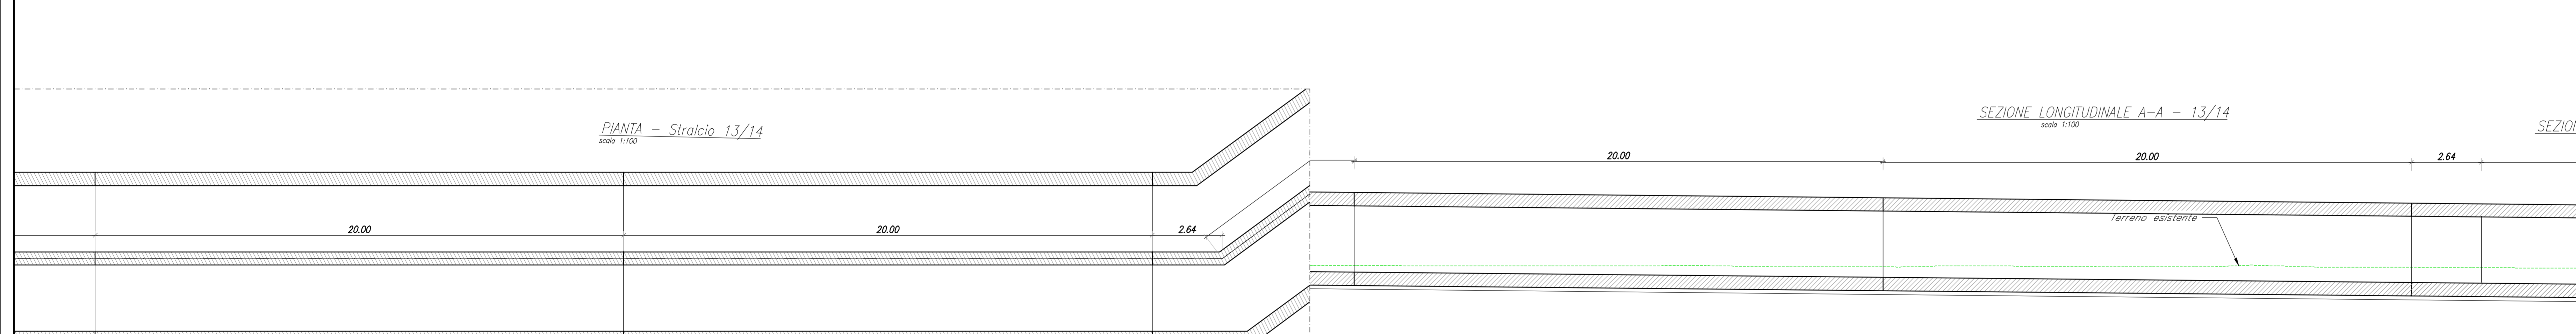 PIANTA - Stralcio 13/14
scala 1:100
20.00
20.00
2.64
SEZIONE LONGITUDINALE A-A - 13/14
scala 1:100
20.00
20.00
2.64
Terreno esistente